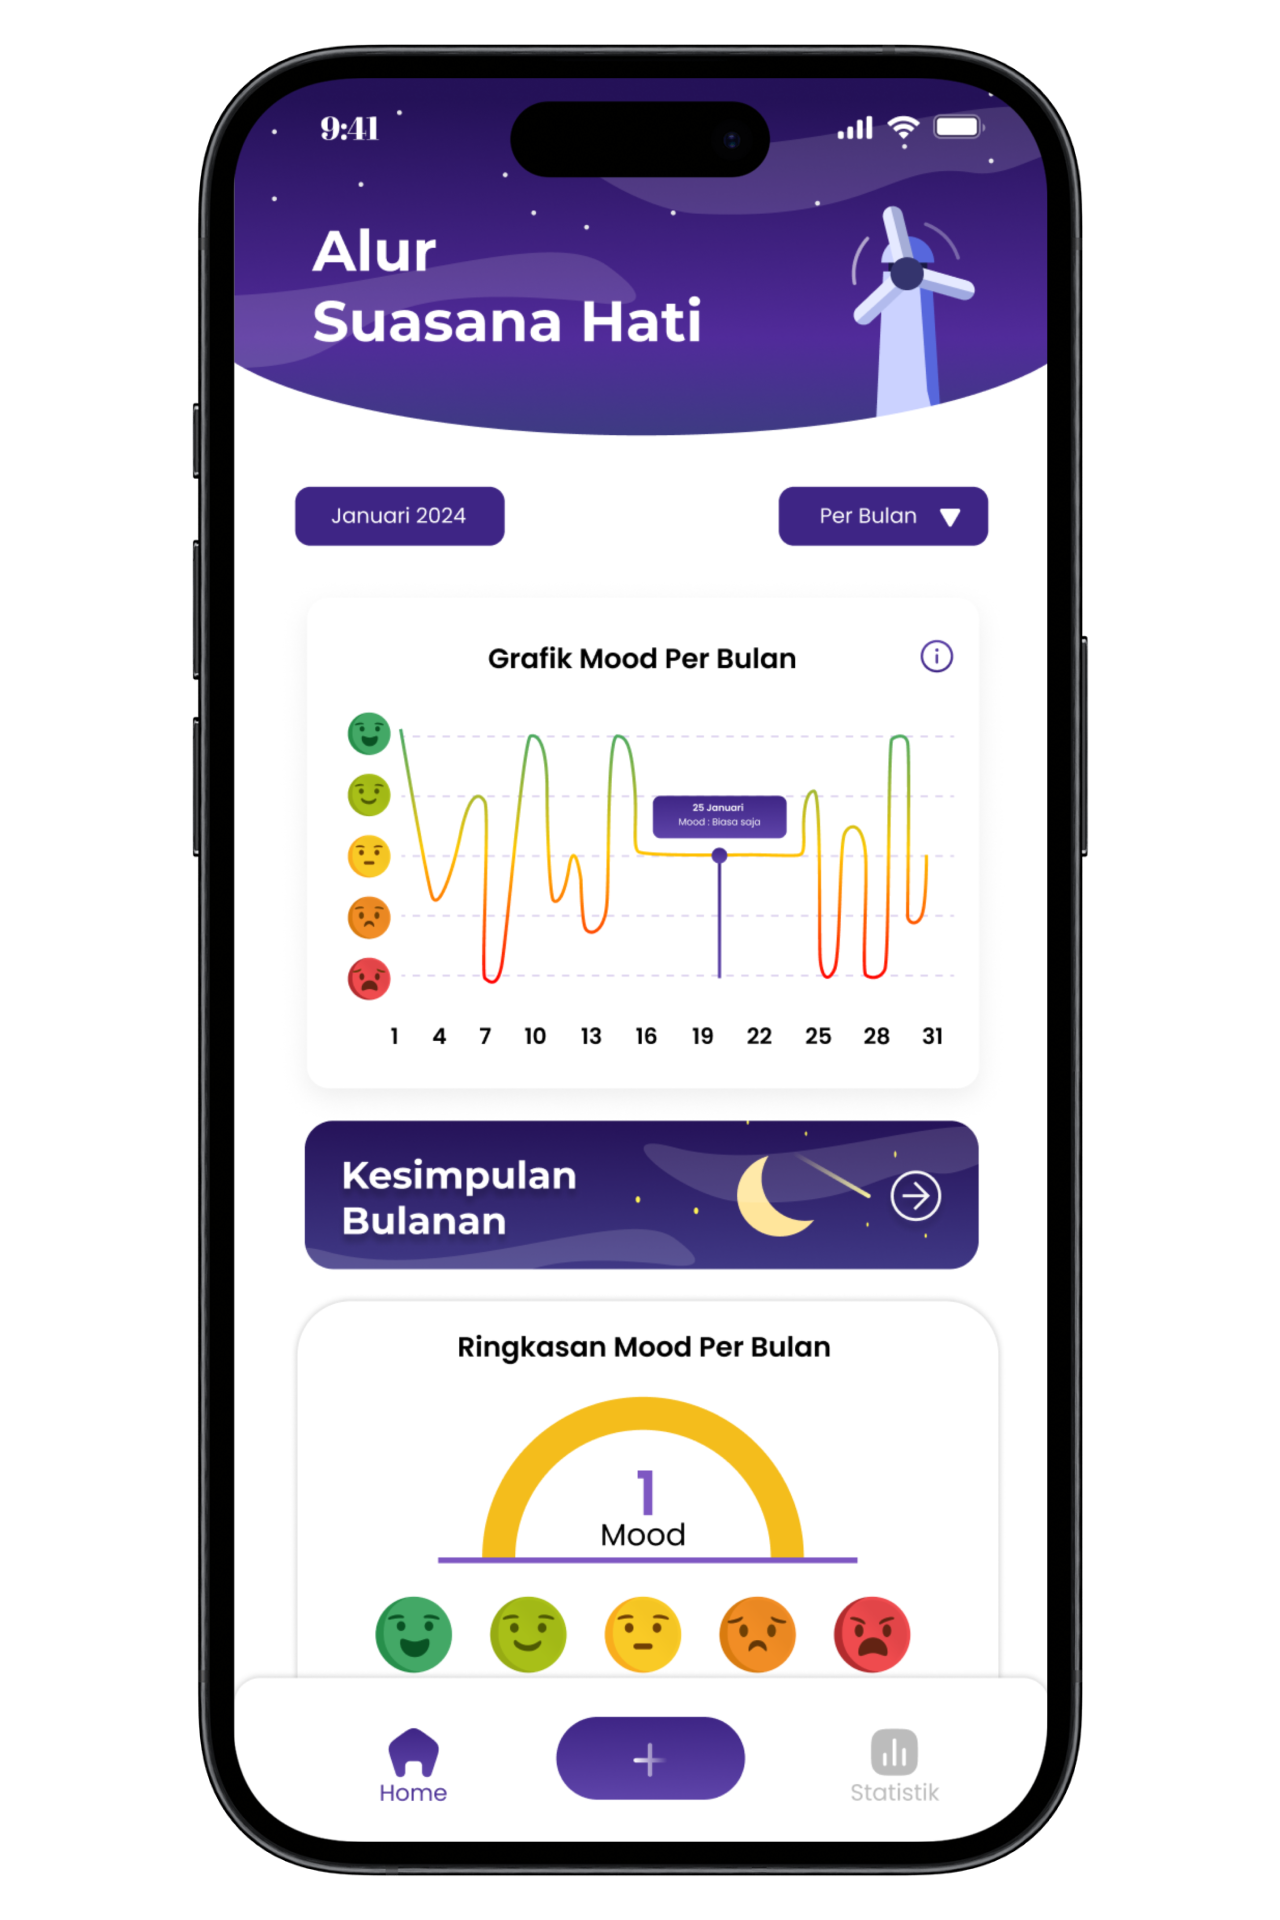 9:41
Alur
Suasana Hati
Januari 2024
Per Bulan
Grafik Mood Per Bulan
25 Januari
Mood : Biasa saja
1 4 7 10 13 16 19 22 25 28 31
Kesimpulan
Bulanan
Ringkasan Mood Per Bulan
1
Mood
Home
Statistik